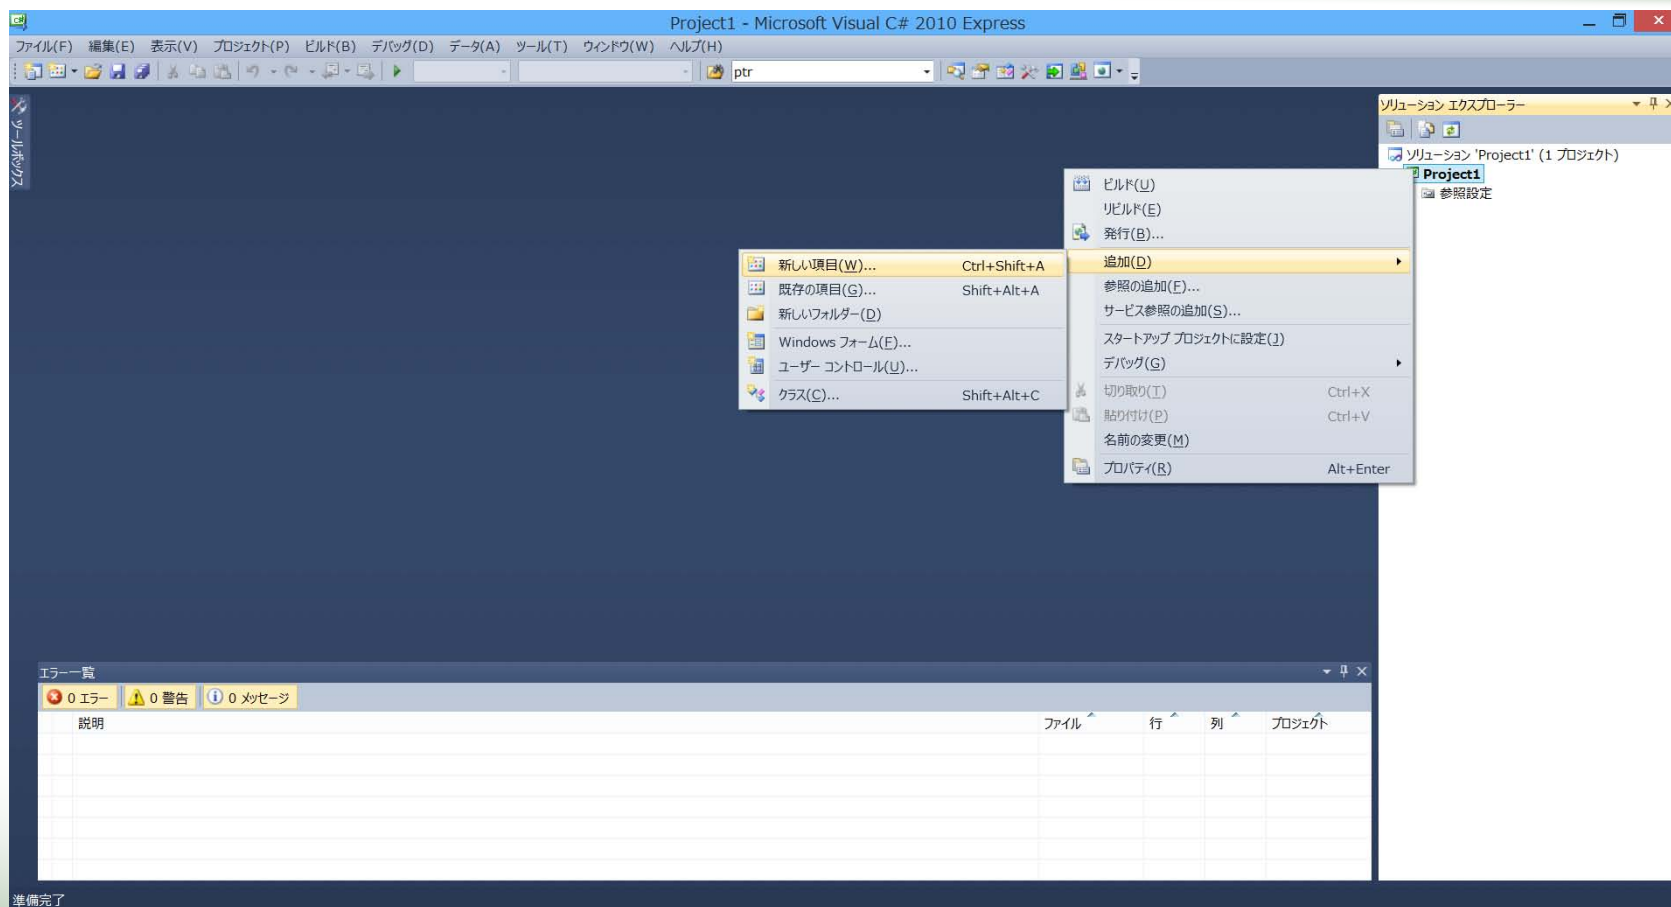 Project1 - Microsoft Visual C# 2010 Express
ファイル(F) 編集(E) 表示(V) プロジェクト(P) ビルド(B) デバッグ(D) データ(A) ツール(T) ウィンドウ(W) ヘルプ(H)
ptr
ツールボックス
ソリューション エクスプローラー
ソリューション 'Project1' (1 プロジェクト)
Project1
参照設定
ビルド(U)
リビルド(E)
発行(B)...
追加(D)
参照の追加(F)...
サービス参照の追加(S)...
スタートアップ プロジェクトに設定(J)
デバッグ(G)
切り取り(T) Ctrl+X
貼り付け(P) Ctrl+V
名前の変更(M)
プロパティ(R) Alt+Enter
新しい項目(W)... Ctrl+Shift+A
既存の項目(G)... Shift+Alt+A
新しいフォルダー(D)
Windows フォーム(F)...
ユーザー コントロール(U)...
クラス(C)... Shift+Alt+C
エラー一覧
0 エラー 0 警告 0 メッセージ
説明 ファイル 行 列 プロジェクト
準備完了